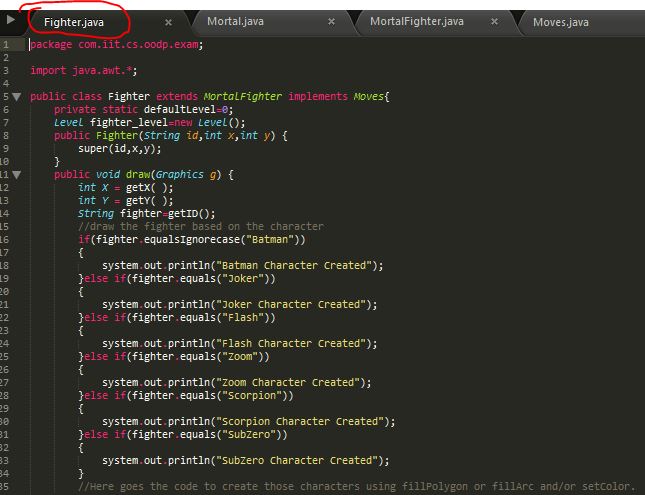 Fighter.java × Mortal.java × MortalFighter.java × Moves.java
1 package com.iit.cs.oodp.exam;
2
3 import java.awt.*;
4
5 public class Fighter extends MortalFighter implements Moves{
6 private static defaultLevel=0;
7 Level fighter_level=new Level();
8 public Fighter(String id,int x,int y) {
9 super(id,x,y);
10 }
11 public void draw(Graphics g) {
12 int X = getX( );
13 int Y = getY( );
14 String fighter=getID();
15 //draw the fighter based on the character
16 if(fighter.equalsIgnorecase("Batman"))
17 {
18 system.out.println("Batman Character Created");
19 }else if(fighter.equals("Joker"))
20 {
21 system.out.println("Joker Character Created");
22 }else if(fighter.equals("Flash"))
23 {
24 system.out.println("Flash Character Created");
25 }else if(fighter.equals("Zoom"))
26 {
27 system.out.println("Zoom Character Created");
28 }else if(fighter.equals("Scorpion"))
29 {
30 system.out.println("Scorpion Character Created");
31 }else if(fighter.equals("SubZero"))
32 {
33 system.out.println("SubZero Character Created");
34 }
35 //Here goes the code to create those characters using fillPolygon or fillArc and/or setColor.